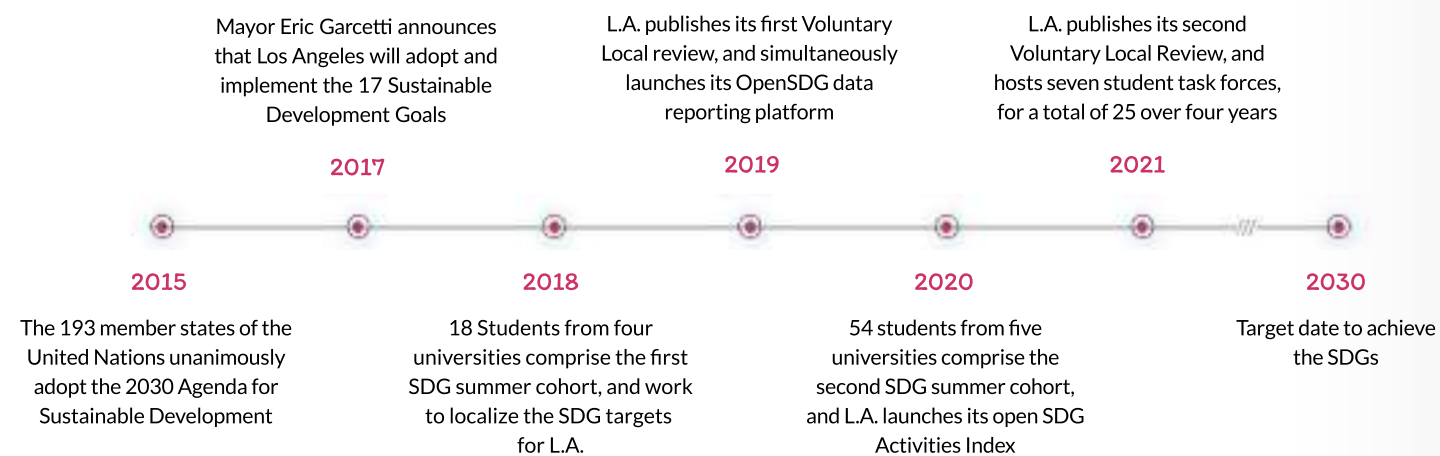 Mayor Eric Garcetti announces
that Los Angeles will adopt and
implement the 17 Sustainable
Development Goals
2017
L.A. publishes its first Voluntary
Local review, and simultaneously
launches its OpenSDG data
reporting platform
2019
L.A. publishes its second
Voluntary Local Review, and
hosts seven student task forces,
for a total of 25 over four years
2021
2015
The 193 member states of the
United Nations unanimously
adopt the 2030 Agenda for
Sustainable Development
2018
18 Students from four
universities comprise the first
SDG summer cohort, and work
to localize the SDG targets
for L.A.
2020
54 students from five
universities comprise the
second SDG summer cohort,
and L.A. launches its open SDG
Activities Index
2030
Target date to achieve
the SDGs